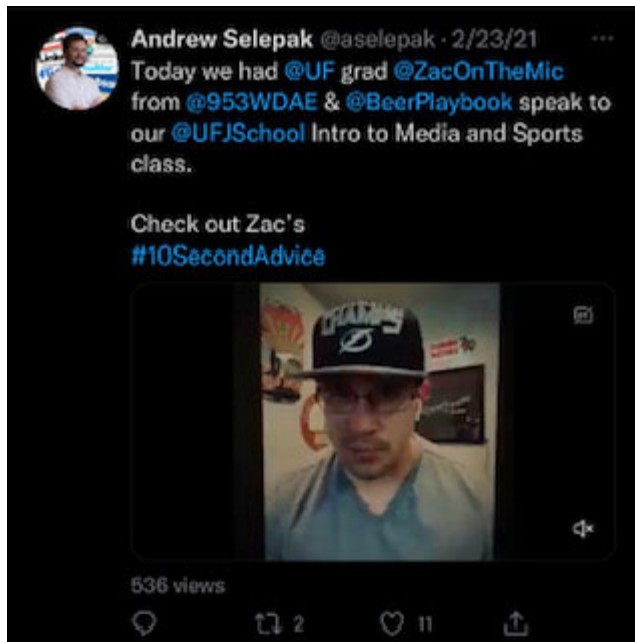 Andrew Selepak @aselepak · 2/23/21 ···
Today we had @UF grad @ZacOnTheMic
from @953WDAE & @BeerPlaybook speak to
our @UFJSchool Intro to Media and Sports
class.
Check out Zac's
#10SecondAdvice
CHAMPS
536 views
2 11